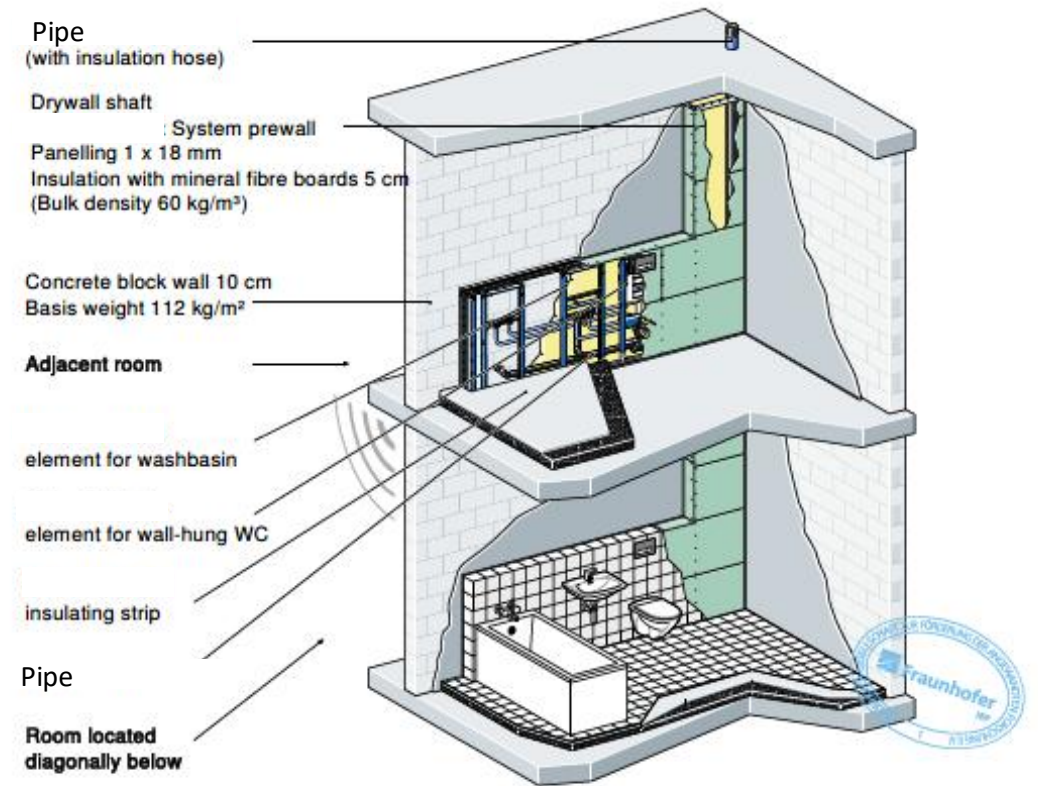 Pipe
(with insulation hose)
Drywall shaft
: System prewall
Panelling 1 x 18 mm
Insulation with mineral fibre boards 5 cm
(Bulk density 60 kg/m³)
Concrete block wall 10 cm
Basis weight 112 kg/m²
Adjacent room
element for washbasin
element for wall-hung WC
insulating strip
Pipe
Room located
diagonally below
Fraunhofer
IBP